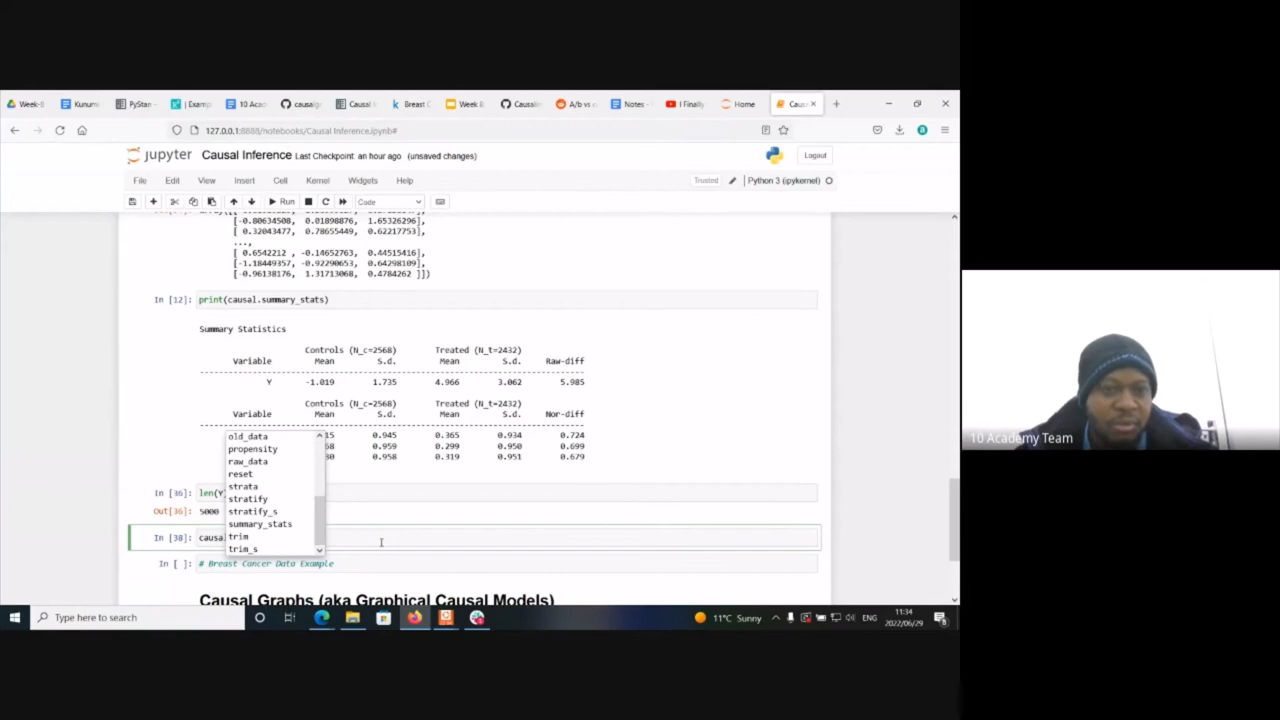 Week-8
Kunum
PyStan -
| Examp
10 Aca
causalg
Causal I
Breast C
Week 8
Causalin
A/b vs c
Notes -
I Finally
Home
Caus
127.0.0.1:8888/notebooks/Causal Inference.ipynb#
jupyter Causal Inference Last Checkpoint: an hour ago (unsaved changes)
Logout
File Edit View Insert Cell Kernel Widgets Help
Trusted Python 3 (ipykernel)
Run Code
[-0.80634508, 0.01898876, 1.65326296],
[ 0.32043477, 0.78655449, 0.62217753],
...,
[ 0.6542212 , -0.14652763, 0.44515416],
[-1.18449357, -0.92290653, 0.64298109],
[-0.96138176, 1.31713068, 0.4784262 ]])
In [12]: print(causal.summary_stats)
Summary Statistics
Controls (N_c=2568) Treated (N_t=2432)
Variable Mean S.d. Mean S.d. Raw-diff
Y -1.019 1.735 4.966 3.062 5.985
Controls (N_c=2568) Treated (N_t=2432)
Variable Mean S.d. Mean S.d. Nor-diff
15 0.945 0.365 0.934 0.724
58 0.959 0.299 0.950 0.699
30 0.958 0.319 0.951 0.679
old_data
propensity
raw_data
reset
strata
stratify
stratify_s
summary_stats
trim
trim_s
In [36]: len(Y
Out[36]: 5000
In [38]: causa
In [ ]: # Breast Cancer Data Example
Causal Graphs (aka Graphical Causal Models)
Type here to search
11°C Sunny
ENG
11:34
2022/06/29
10 Academy Team